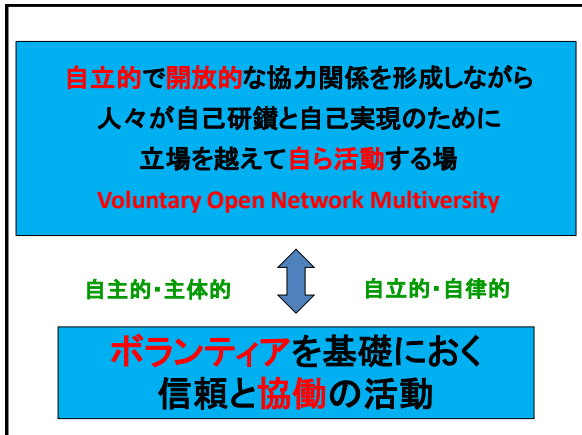 自立的で開放的な協力関係を形成しながら
人々が自己研鑽と自己実現のために
立場を越えて自ら活動する場
Voluntary Open Network Multiversity
自主的・主体的
自立的・自律的
ボランティアを基礎におく
信頼と協働の活動